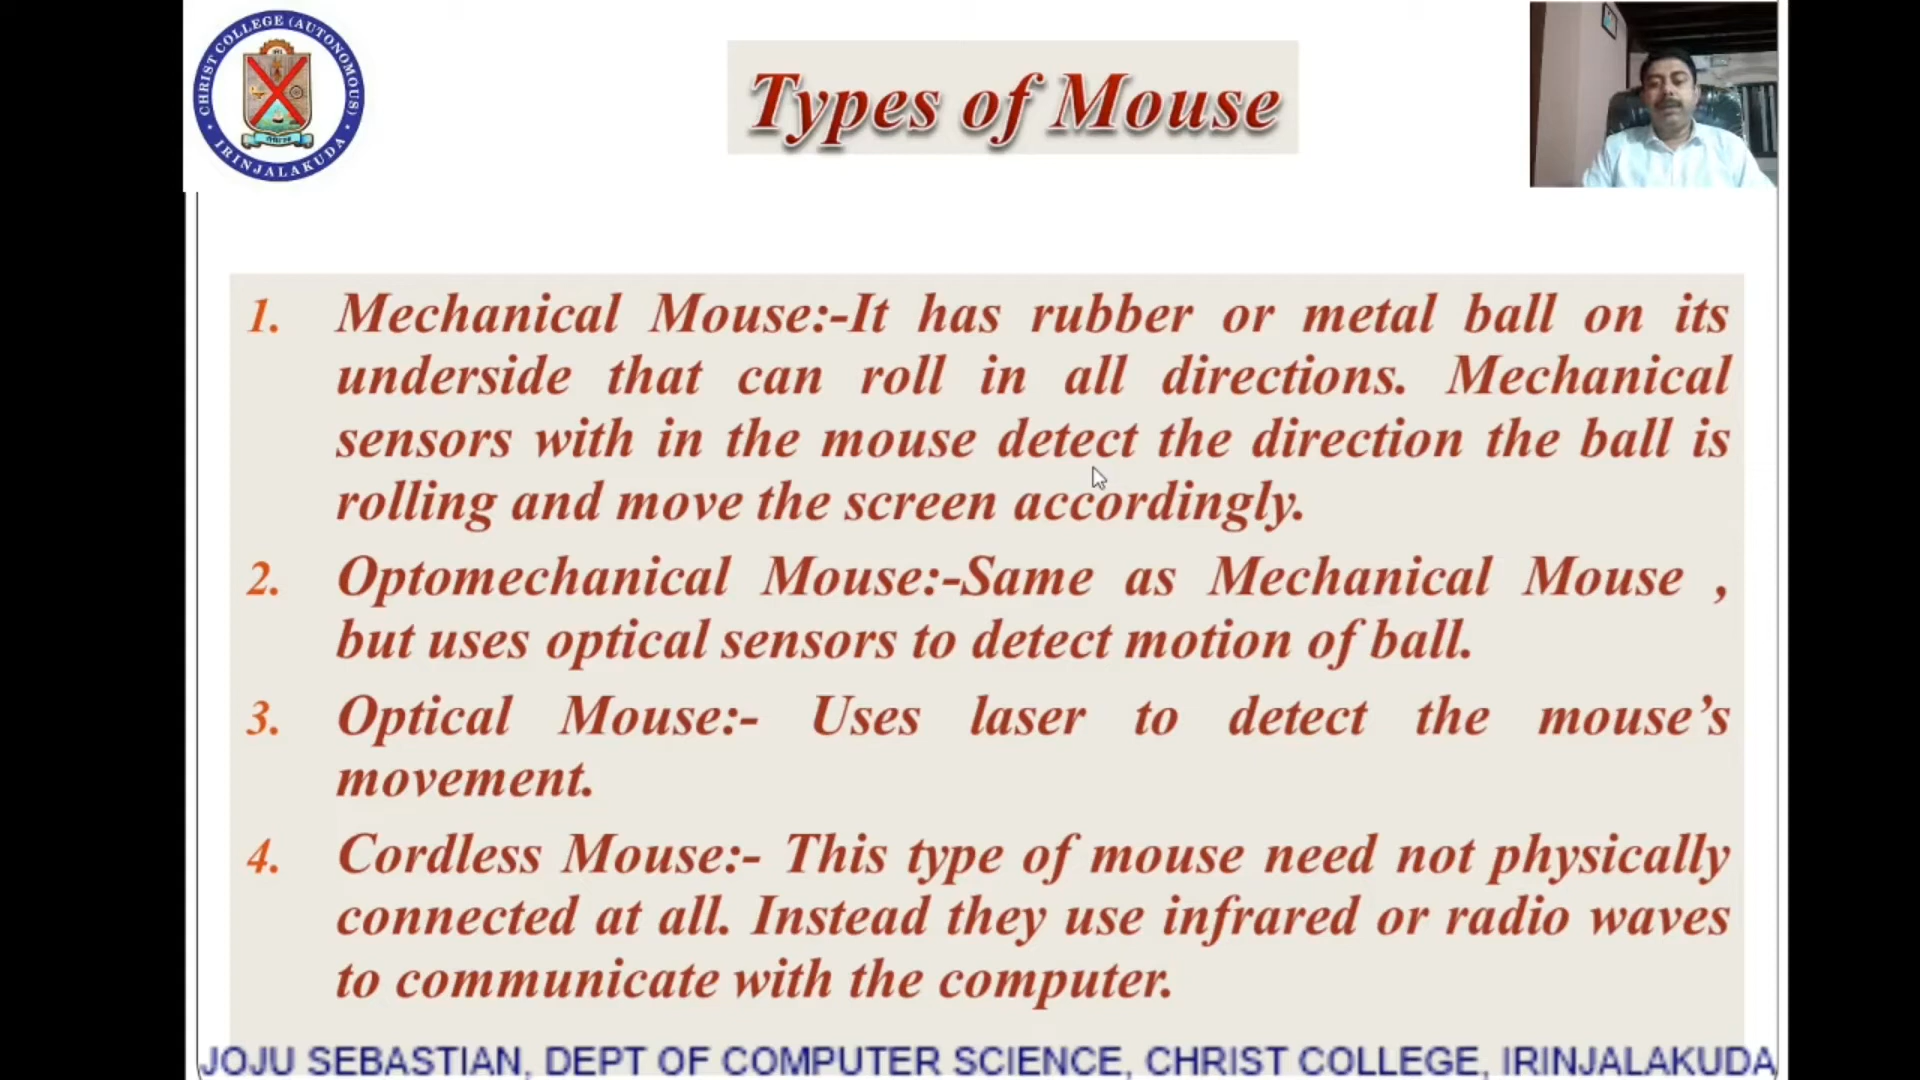 CHRIST COLLEGE (AUTONOMOUS)
IRINJALAKUDA
Types of Mouse
1. Mechanical Mouse:-It has rubber or metal ball on its
underside that can roll in all directions. Mechanical
sensors with in the mouse detect the direction the ball is
rolling and move the screen accordingly.
2. Optomechanical Mouse:-Same as Mechanical Mouse ,
but uses optical sensors to detect motion of ball.
3. Optical Mouse:- Uses laser to detect the mouse’s
movement.
4. Cordless Mouse:- This type of mouse need not physically
connected at all. Instead they use infrared or radio waves
to communicate with the computer.
JOJU SEBASTIAN, DEPT OF COMPUTER SCIENCE, CHRIST COLLEGE, IRINJALAKUDA